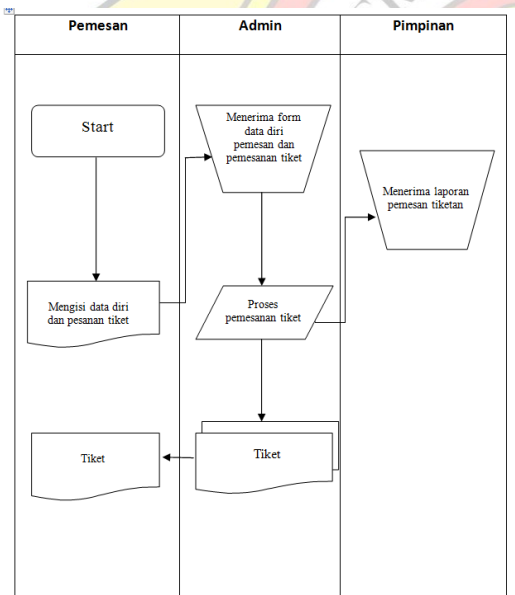 Pemesan
Admin
Pimpinan
Start
Menerima form
data diri
pemesan dan
pemesanan tiket
Menerima laporan
pemesan tiketan
Mengisi data diri
dan pesanan tiket
Proses
pemesanan tiket
Tiket
Tiket